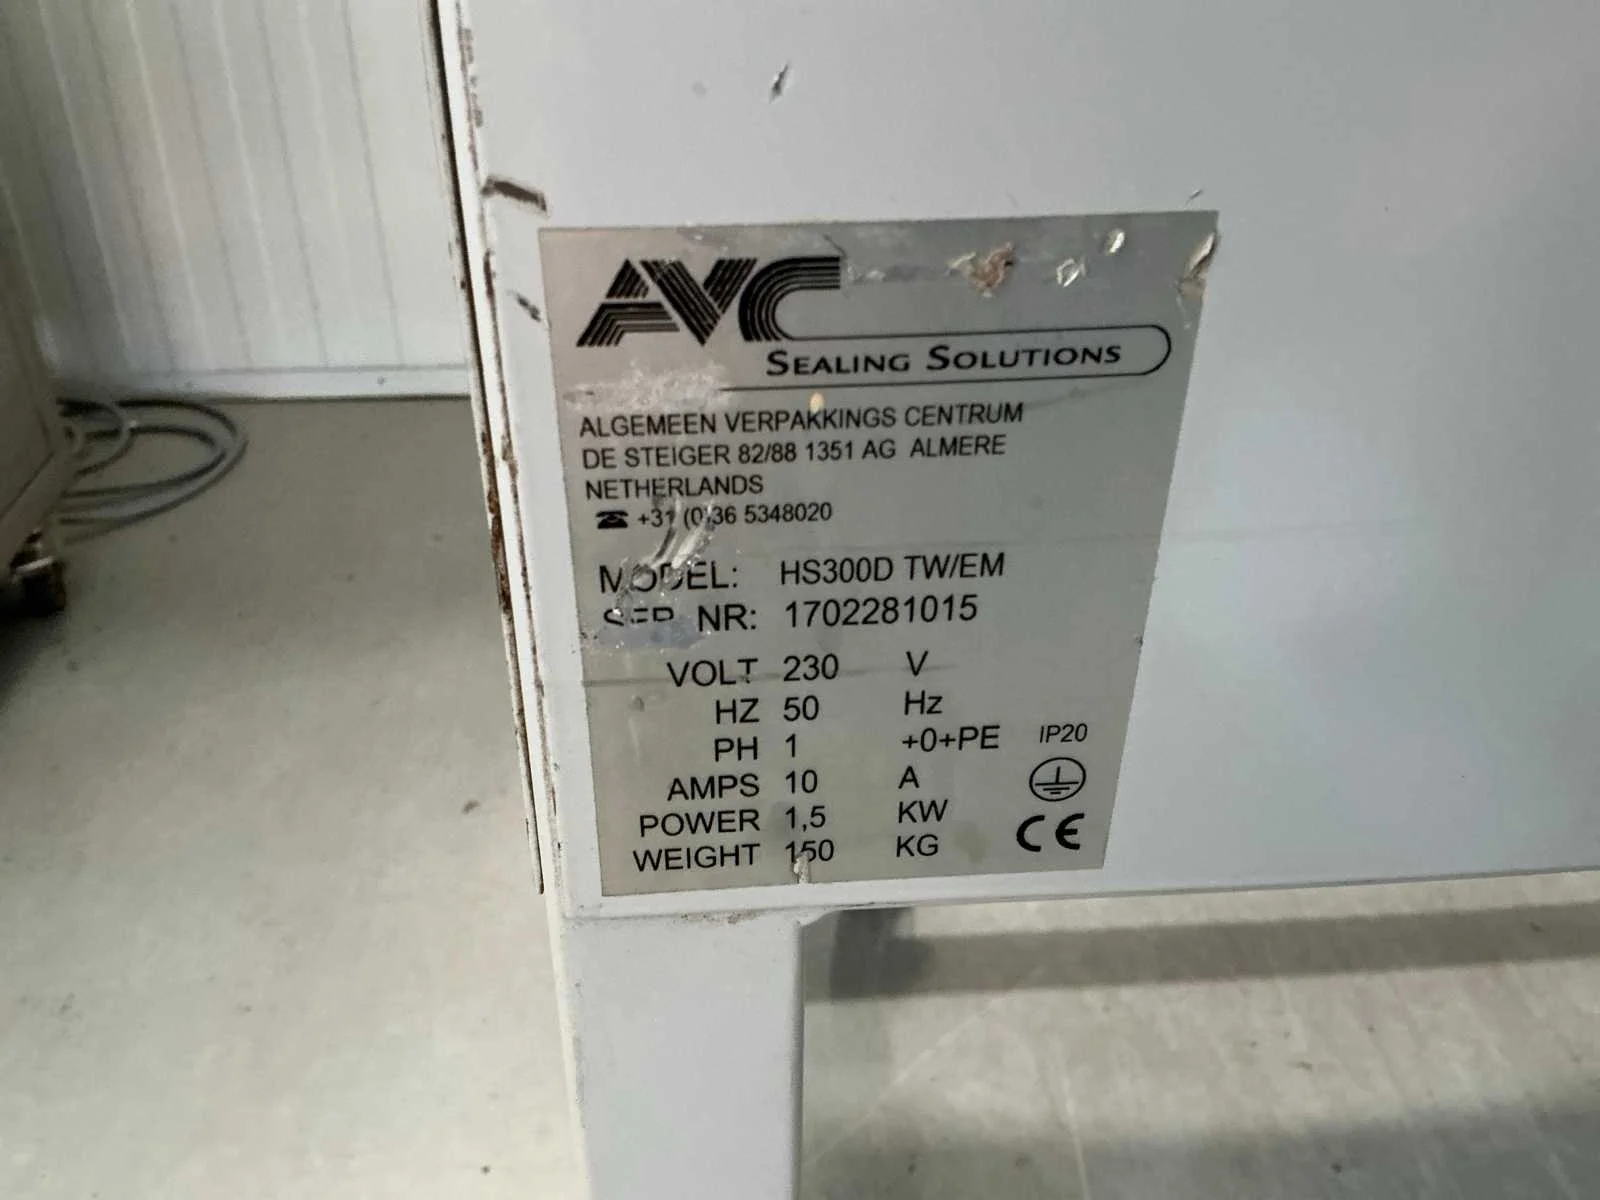 AVC
SEALING SOLUTIONS
ALGEMEEN VERPAKKINGS CENTRUM
DE STEIGER 82/88 1351 AG ALMERE
NETHERLANDS
☎ +31 (0)36 5348020
MODEL: HS300D TW/EM
SER. NR: 1702281015
VOLT 230 V
HZ 50 Hz
PH 1 +0+PE IP20
AMPS 10 A
POWER 1,5 KW
WEIGHT 150 KG
CE